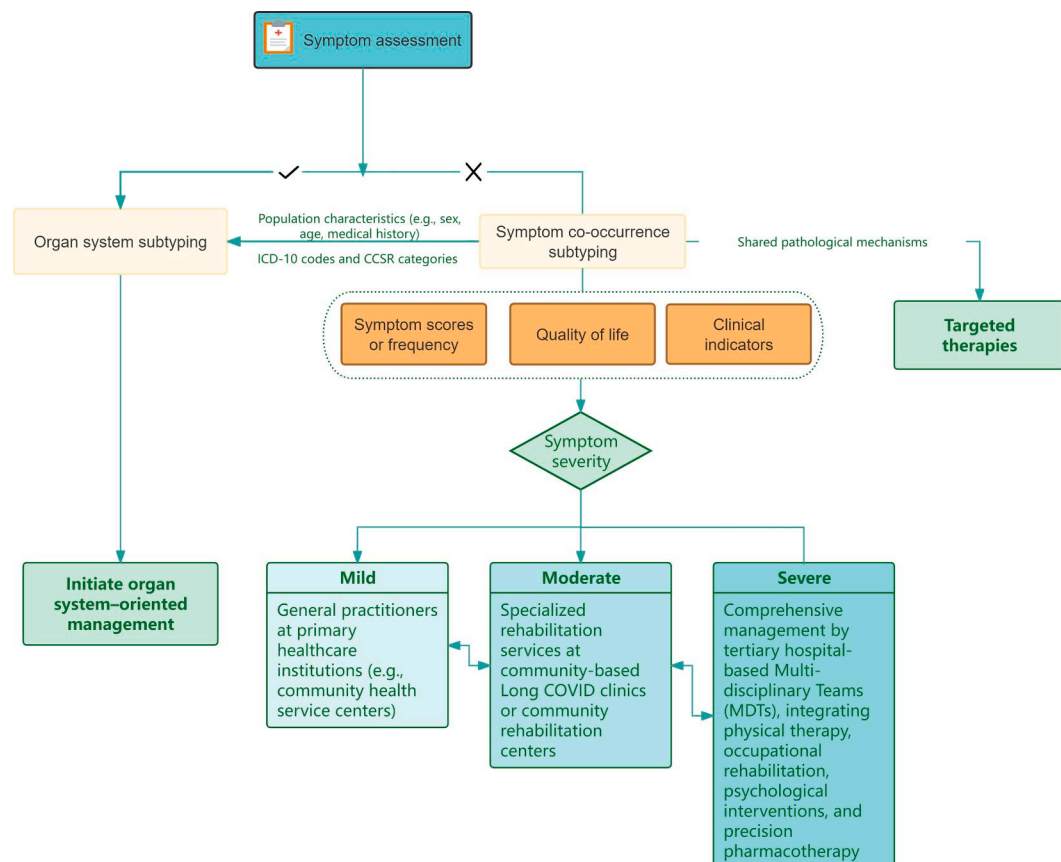 Symptom assessment
Population characteristics (e.g., sex,
age, medical history)
Organ system subtyping
ICD-10 codes and CCSR categories
Symptom co-occurrence
subtyping
Shared pathological mechanisms
Symptom scores
or frequency
Quality of life
Clinical
indicators
Targeted
therapies
Symptom
severity
Initiate organ
system–oriented
management
Mild
General practitioners
at primary
healthcare
institutions (e.g.,
community health
service centers)
Moderate
Specialized
rehabilitation
services at
community-based
Long COVID clinics
or community
rehabilitation
centers
Severe
Comprehensive
management by
tertiary hospital-
based Multi-
disciplinary Teams
(MDTs), integrating
physical therapy,
occupational
rehabilitation,
psychological
interventions, and
precision
pharmacotherapy